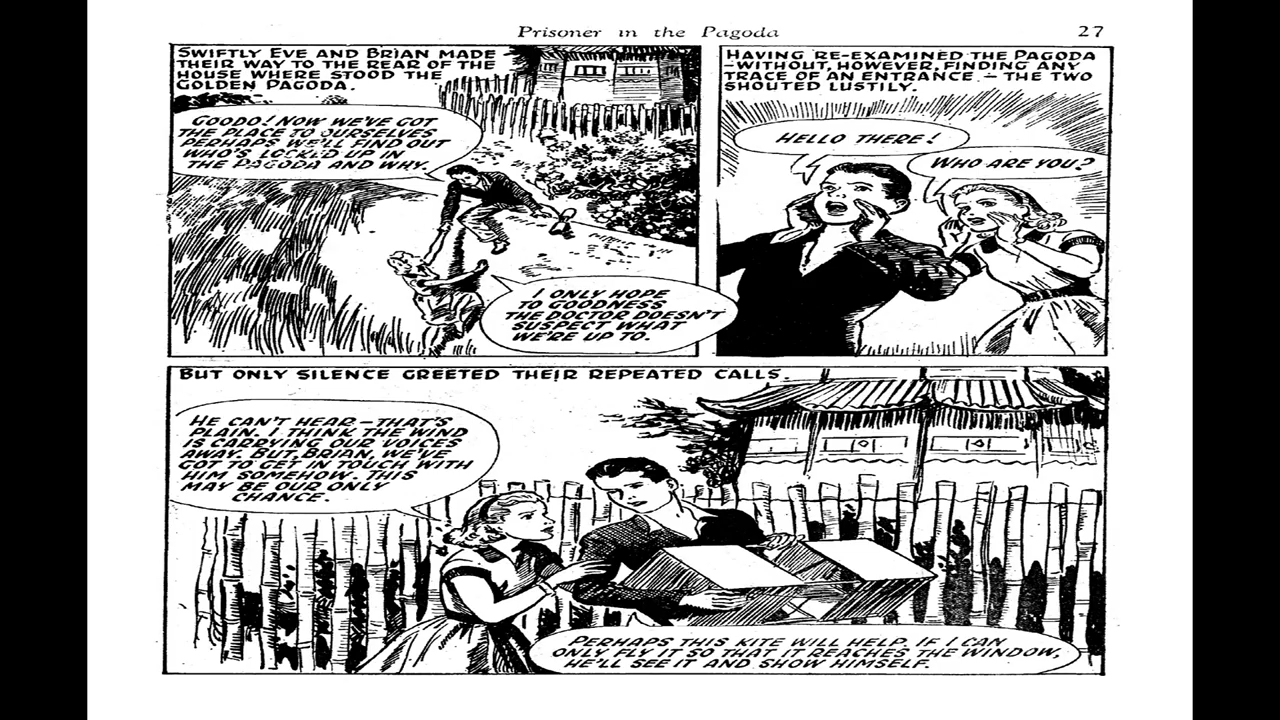 Prisoner in the Pagoda 27
SWIFTLY EVE AND BRIAN MADE
THEIR WAY TO THE REAR OF THE
HOUSE WHERE STOOD THE
GOLDEN PAGODA.
GOODO! NOW WE'VE GOT
THE PLACE TO OURSELVES
PERHAPS WE'LL FIND OUT
WHO'S LOCKED UP IN
THE PAGODA AND WHY.
I ONLY HOPE
TO GOODNESS
THE DOCTOR DOESN'T
SUSPECT WHAT
WE'RE UP TO.
HAVING RE-EXAMINED THE PAGODA
-WITHOUT, HOWEVER, FINDING ANY
TRACE OF AN ENTRANCE. - THE TWO
SHOUTED LUSTILY.
HELLO THERE!
WHO ARE YOU?
BUT ONLY SILENCE GREETED THEIR REPEATED CALLS.
HE CAN'T HEAR - THAT'S
PLAIN. I THINK THE WIND
IS CARRYING OUR VOICES
AWAY. BUT, BRIAN, WE'VE
GOT TO GET IN TOUCH WITH
HIM SOMEHOW. THIS
MAY BE OUR ONLY
CHANCE.
PERHAPS THIS KITE WILL HELP. IF I CAN
ONLY FLY IT SO THAT IT REACHES THE WINDOW,
HE'LL SEE IT AND SHOW HIMSELF.